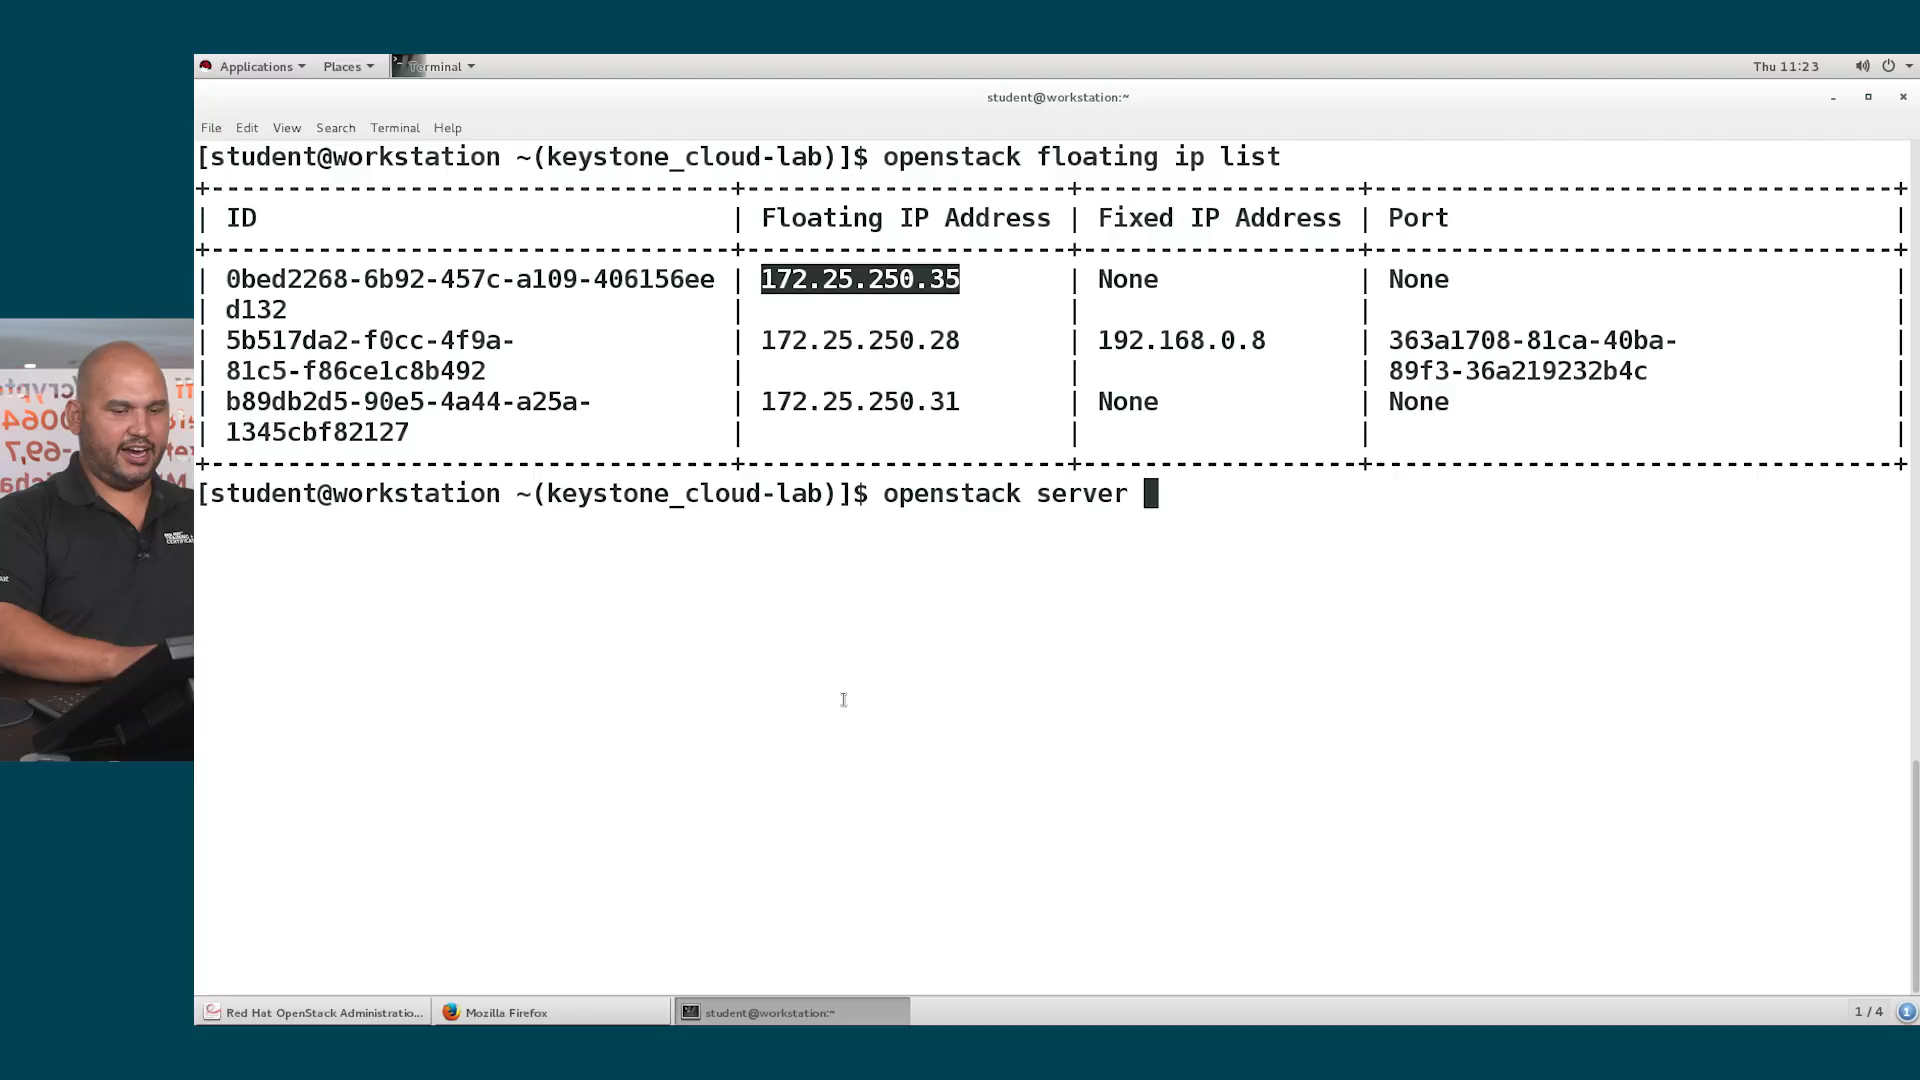 Applications Places Terminal Thu 11:23
student@workstation:~
File Edit View Search Terminal Help
[student@workstation ~(keystone_cloud-lab)]$ openstack floating ip list
+-----------------------------------+----------------------+-------------------+-----------------------------------+
| ID | Floating IP Address | Fixed IP Address | Port |
+-----------------------------------+----------------------+-------------------+-----------------------------------+
| 0bed2268-6b92-457c-a109-406156ee | 172.25.250.35 | None | None |
| d132 | | | |
| 5b517da2-f0cc-4f9a- | 172.25.250.28 | 192.168.0.8 | 363a1708-81ca-40ba- |
| 81c5-f86ce1c8b492 | | | 89f3-36a219232b4c |
| b89db2d5-90e5-4a44-a25a- | 172.25.250.31 | None | None |
| 1345cbf82127 | | | |
+-----------------------------------+----------------------+-------------------+-----------------------------------+
[student@workstation ~(keystone_cloud-lab)]$ openstack server
Red Hat OpenStack Administratio... Mozilla Firefox student@workstation:~ 1 / 4 1